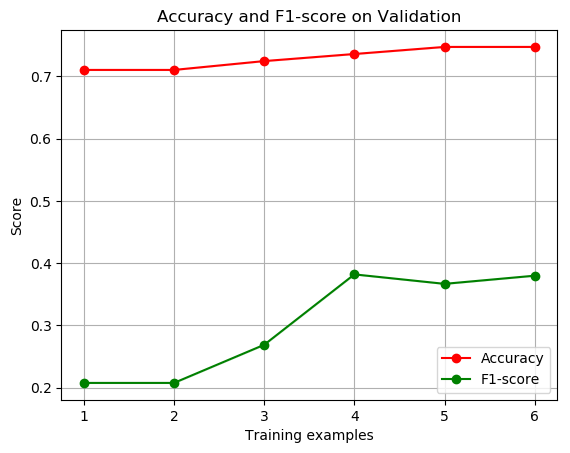 Accuracy and F1-score on Validation
Score
0.7
0.6
0.5
0.4
0.3
0.2
1 2 3 4 5 6
Training examples
Accuracy
F1-score